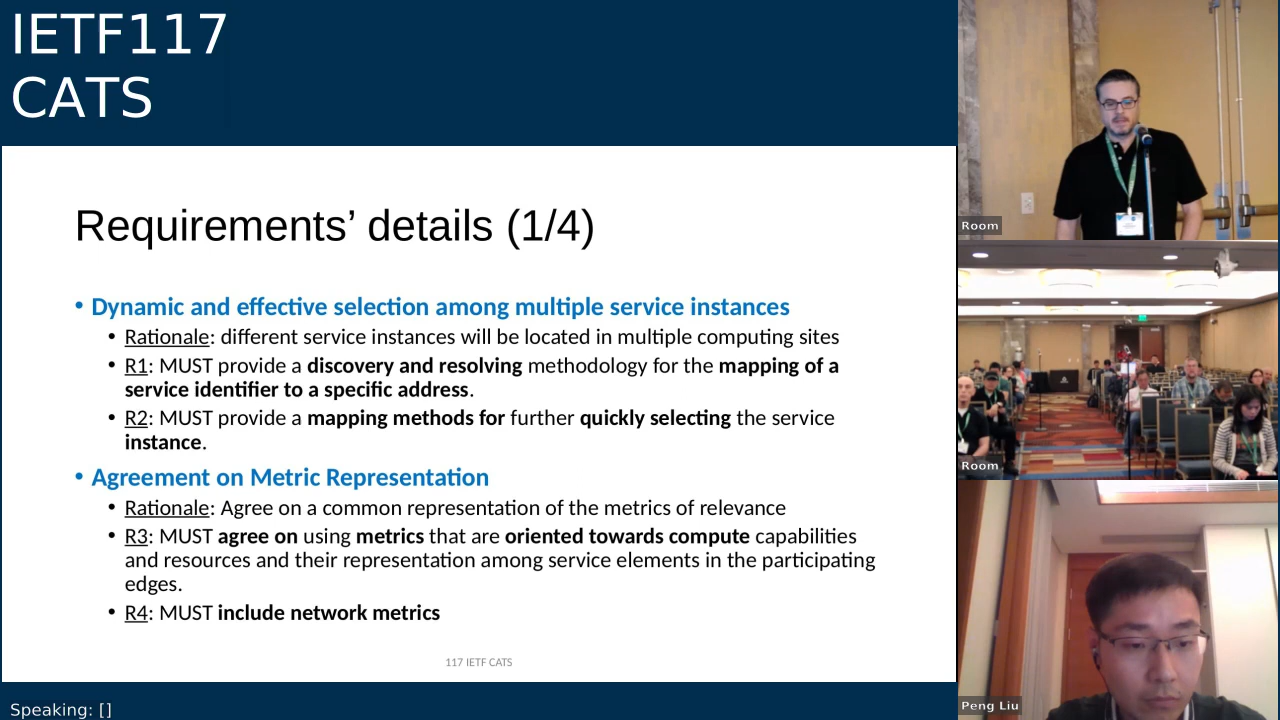 IETF117
CATS
Requirements’ details (1/4)
• Dynamic and effective selection among multiple service instances
• Rationale: different service instances will be located in multiple computing sites
• R1: MUST provide a discovery and resolving methodology for the mapping of a
service identifier to a specific address.
• R2: MUST provide a mapping methods for further quickly selecting the service
instance.
• Agreement on Metric Representation
• Rationale: Agree on a common representation of the metrics of relevance
• R3: MUST agree on using metrics that are oriented towards compute capabilities
and resources and their representation among service elements in the participating
edges.
• R4: MUST include network metrics
117 IETF CATS
Speaking: []
Room
Room
Peng Liu